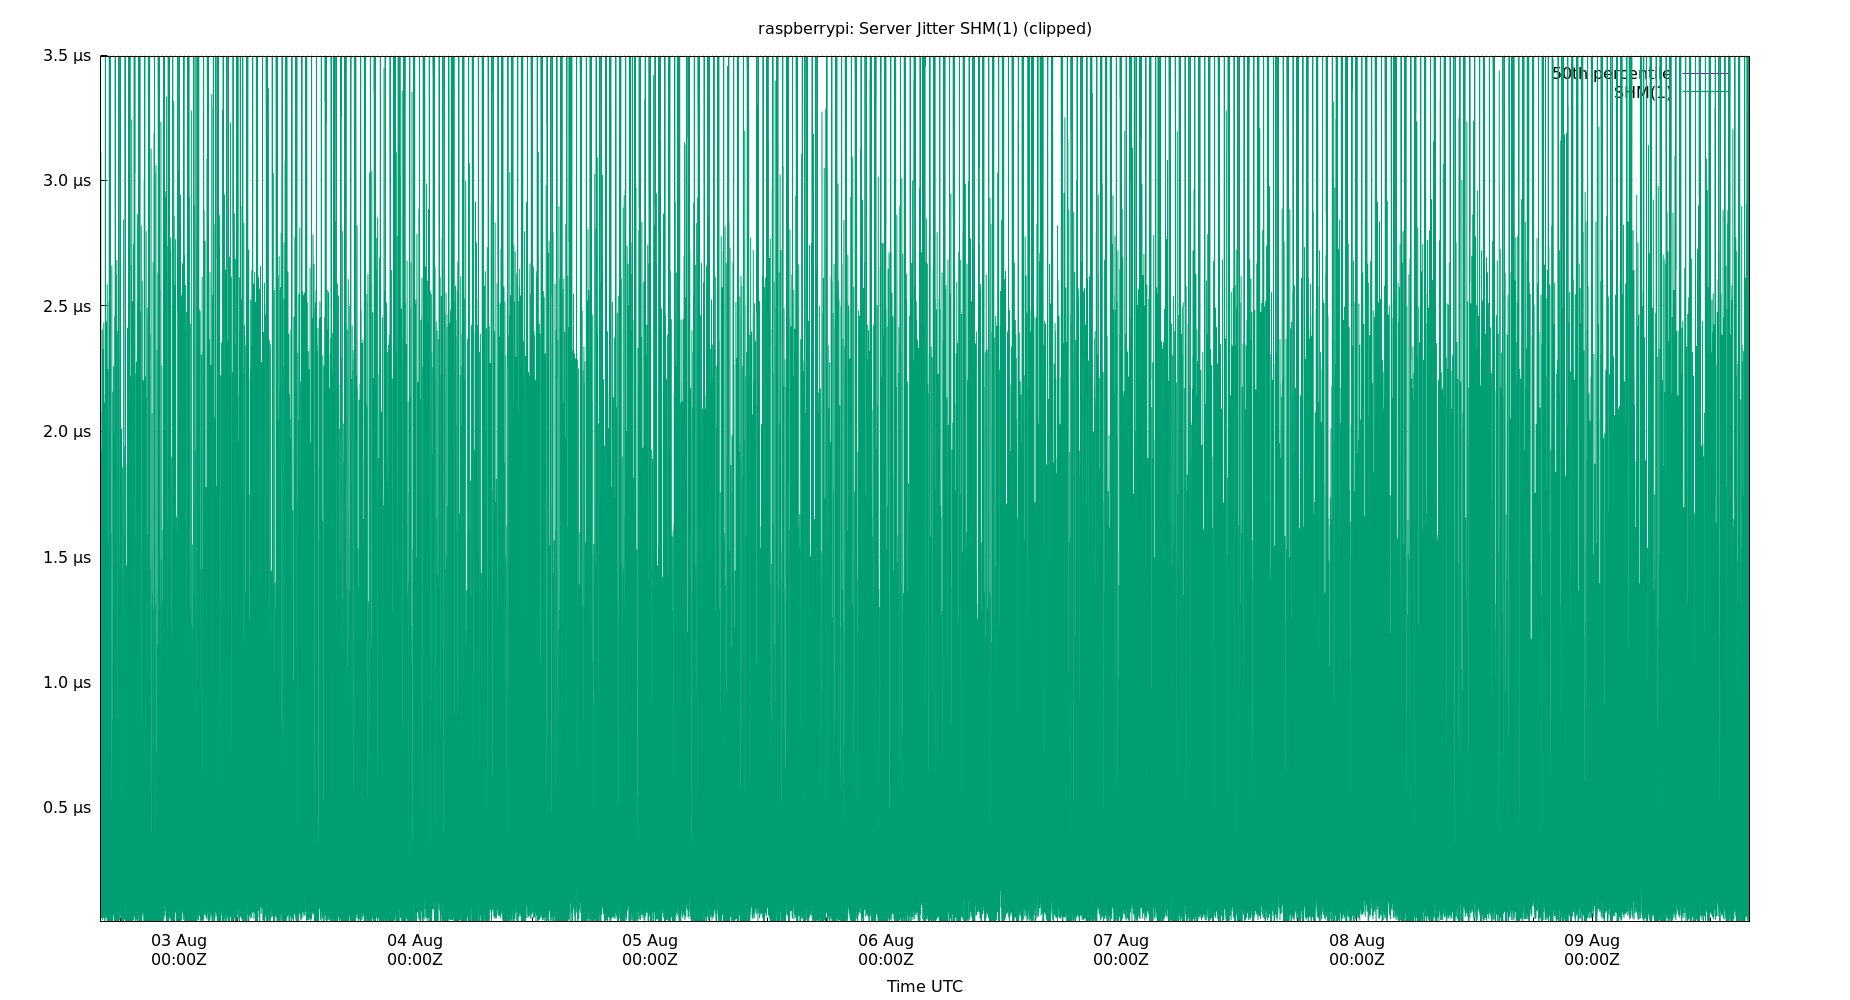 raspberrypi: Server Jitter SHM(1) (clipped)
3.5 µs
50th percentile
SHM(1)
3.0 µs
2.5 µs
2.0 µs
1.5 µs
1.0 µs
0.5 µs
03 Aug 04 Aug 05 Aug 06 Aug 07 Aug 08 Aug 09 Aug
00:00Z 00:00Z 00:00Z 00:00Z 00:00Z 00:00Z 00:00Z
Time UTC